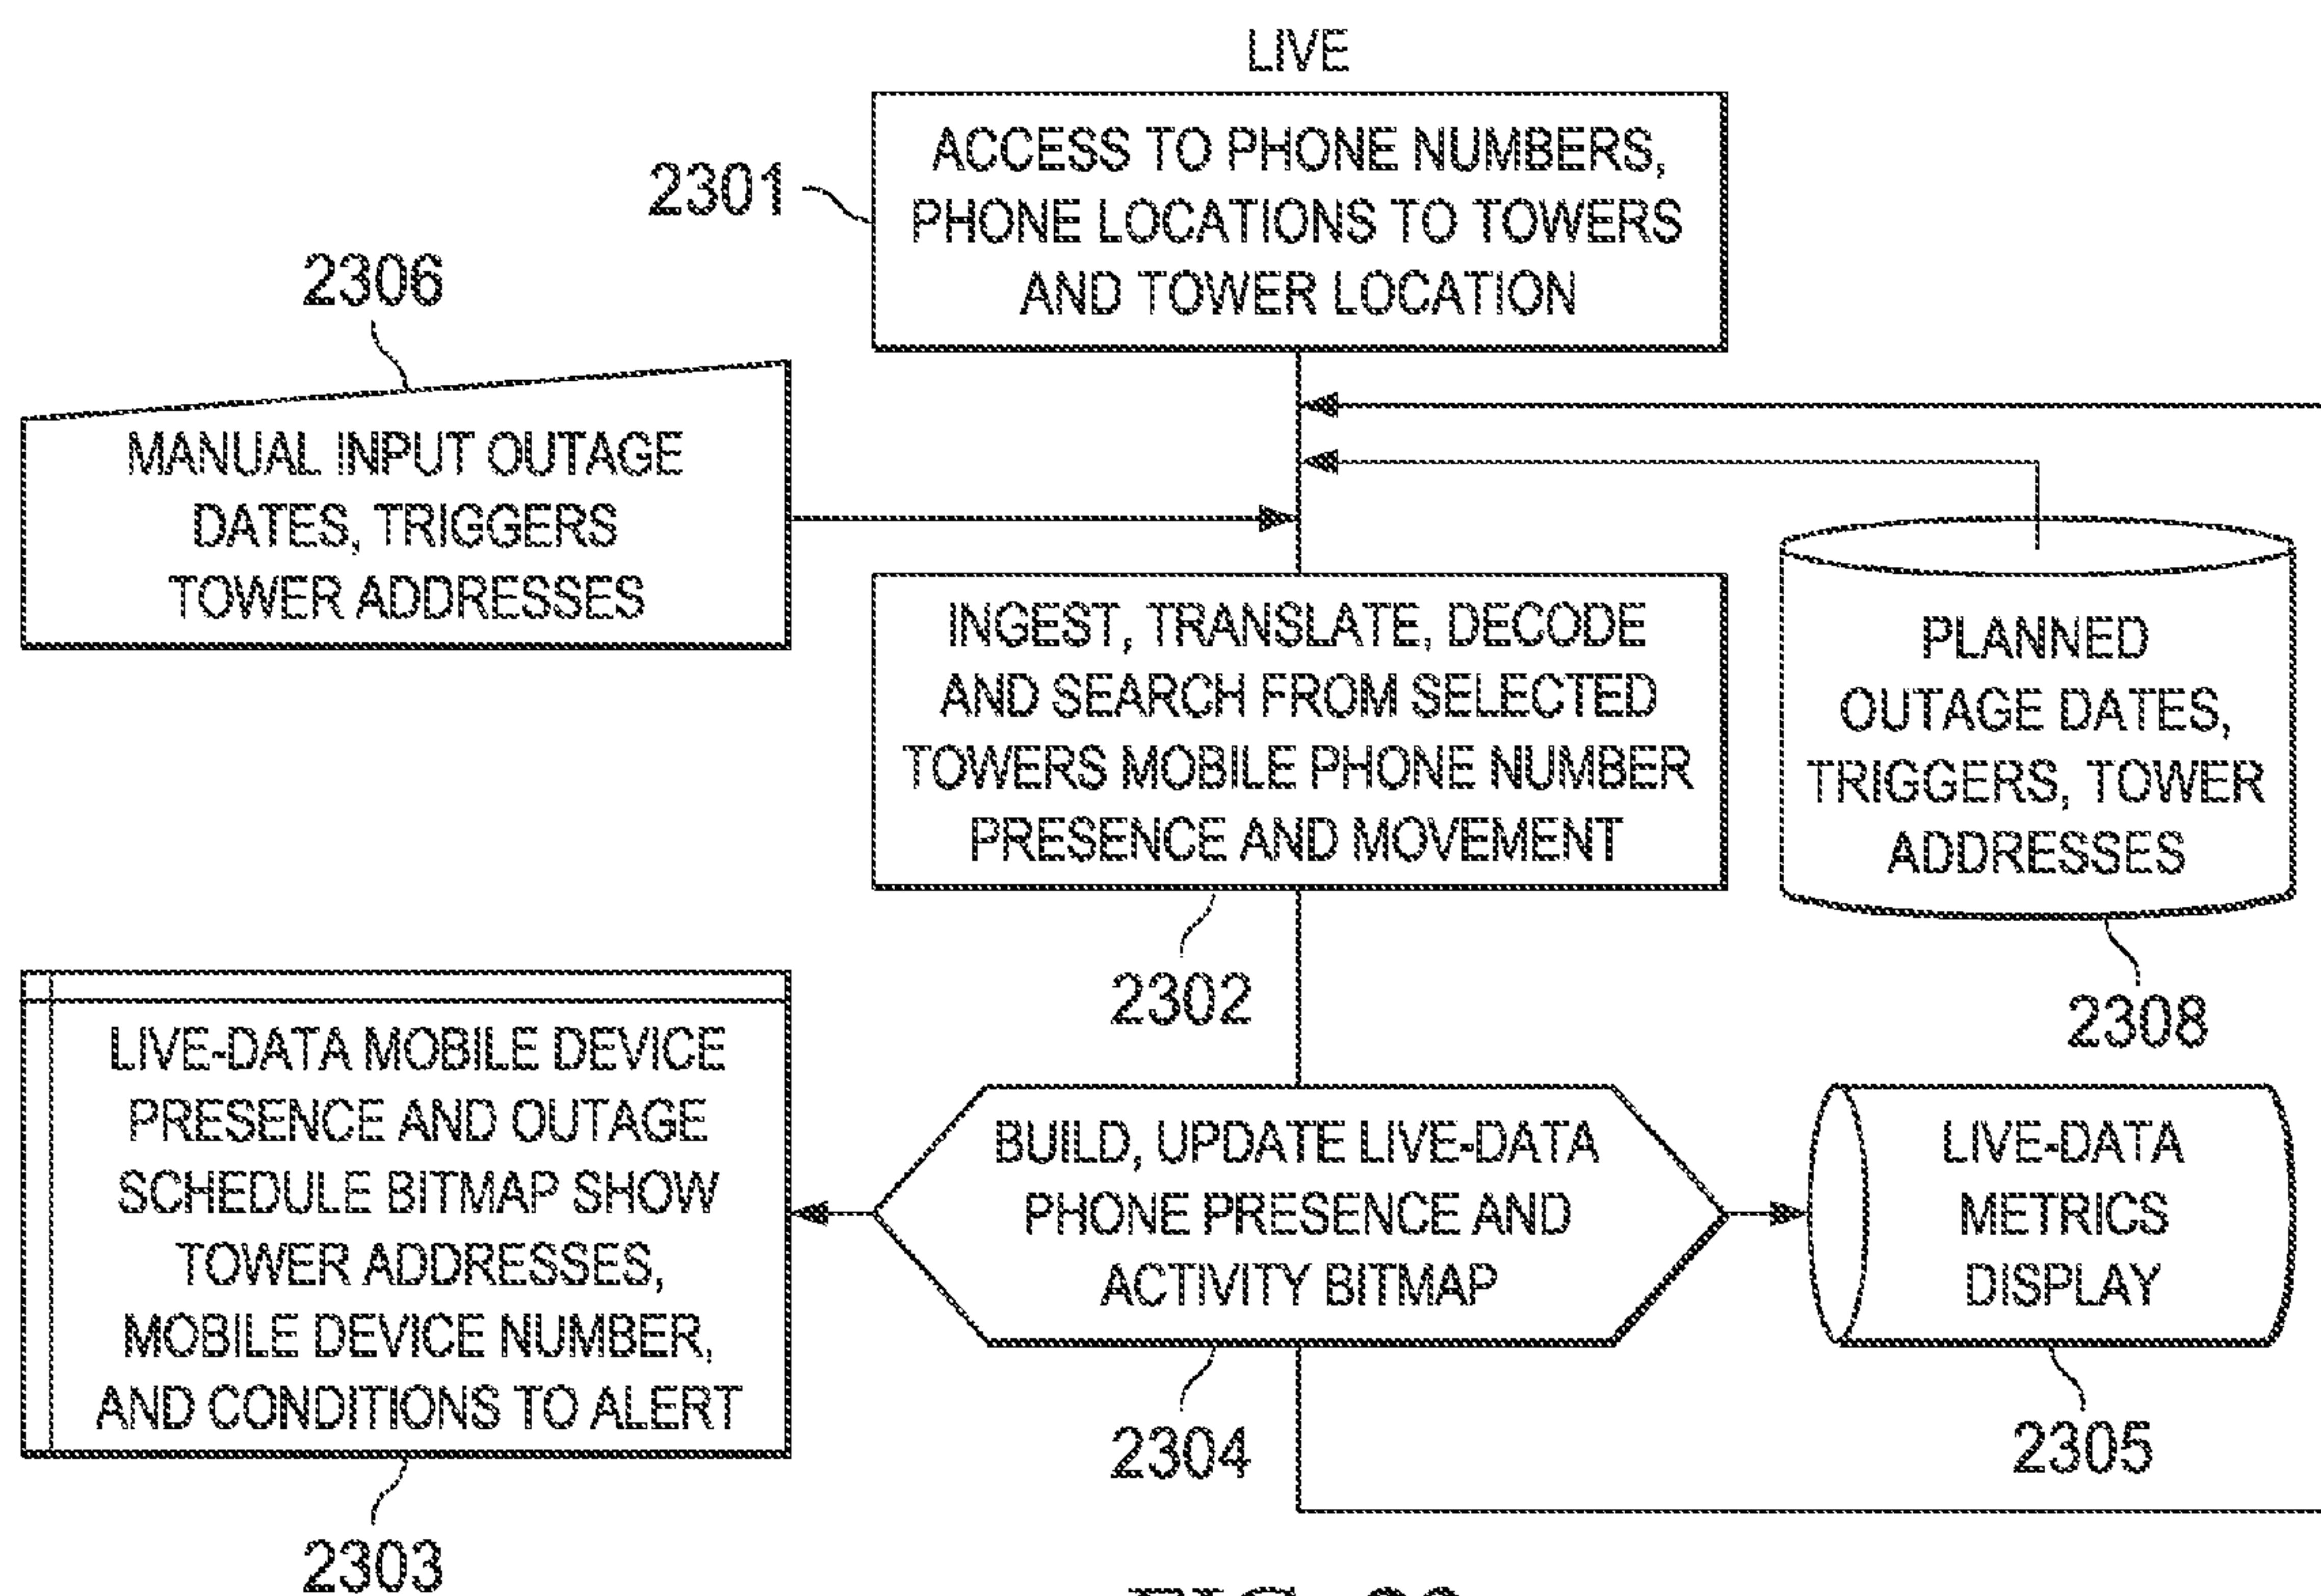 LIVE
ACCESS TO PHONE NUMBERS,
PHONE LOCATIONS TO TOWERS
AND TOWER LOCATION
2301
2306
MANUAL INPUT OUTAGE
DATES, TRIGGERS
TOWER ADDRESSES
INGEST, TRANSLATE, DECODE
AND SEARCH FROM SELECTED
TOWERS MOBILE PHONE NUMBER
PRESENCE AND MOVEMENT
2302
PLANNED
OUTAGE DATES,
TRIGGERS, TOWER
ADDRESSES
2308
LIVE-DATA MOBILE DEVICE
PRESENCE AND OUTAGE
SCHEDULE BITMAP SHOW
TOWER ADDRESSES,
MOBILE DEVICE NUMBER,
AND CONDITIONS TO ALERT
2303
BUILD, UPDATE LIVE-DATA
PHONE PRESENCE AND
ACTIVITY BITMAP
2304
LIVE-DATA
METRICS
DISPLAY
2305